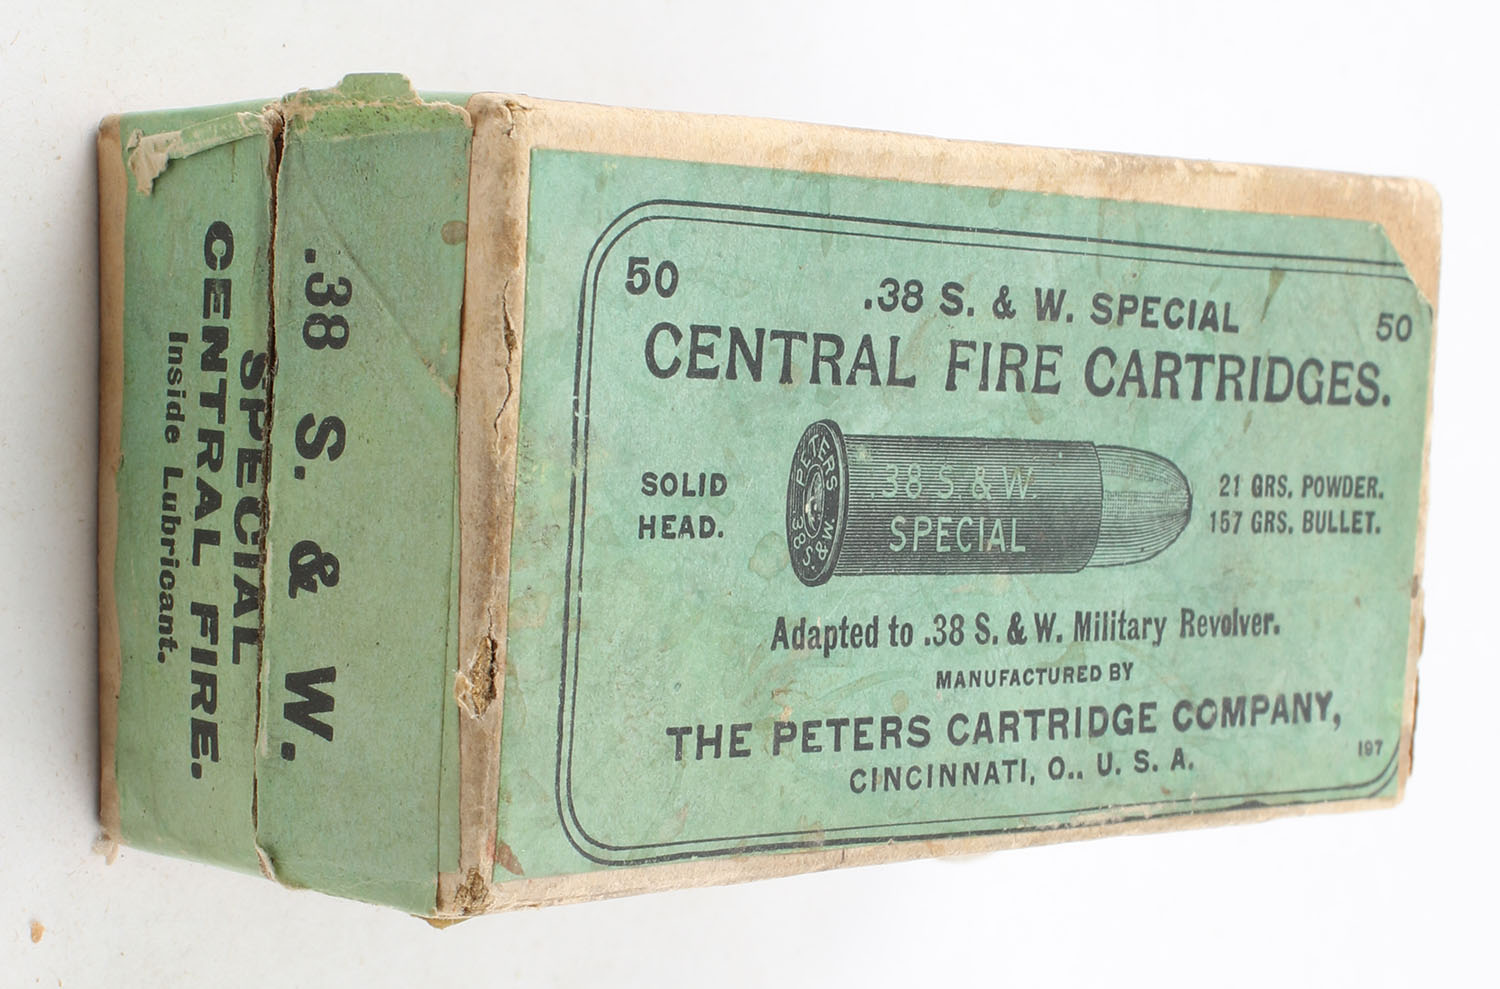 50
50
.38 S. & W. SPECIAL
CENTRAL FIRE CARTRIDGES.
SOLID
HEAD.
PETERS
.38 S. & W.
38 S. & W.
SPECIAL
21 GRS. POWDER.
157 GRS. BULLET.
Adapted to .38 S. & W. Military Revolver.
MANUFACTURED BY
THE PETERS CARTRIDGE COMPANY,
CINCINNATI, O., U. S. A.
197
.38 S. & W.
SPECIAL
CENTRAL FIRE.
Inside Lubricant.